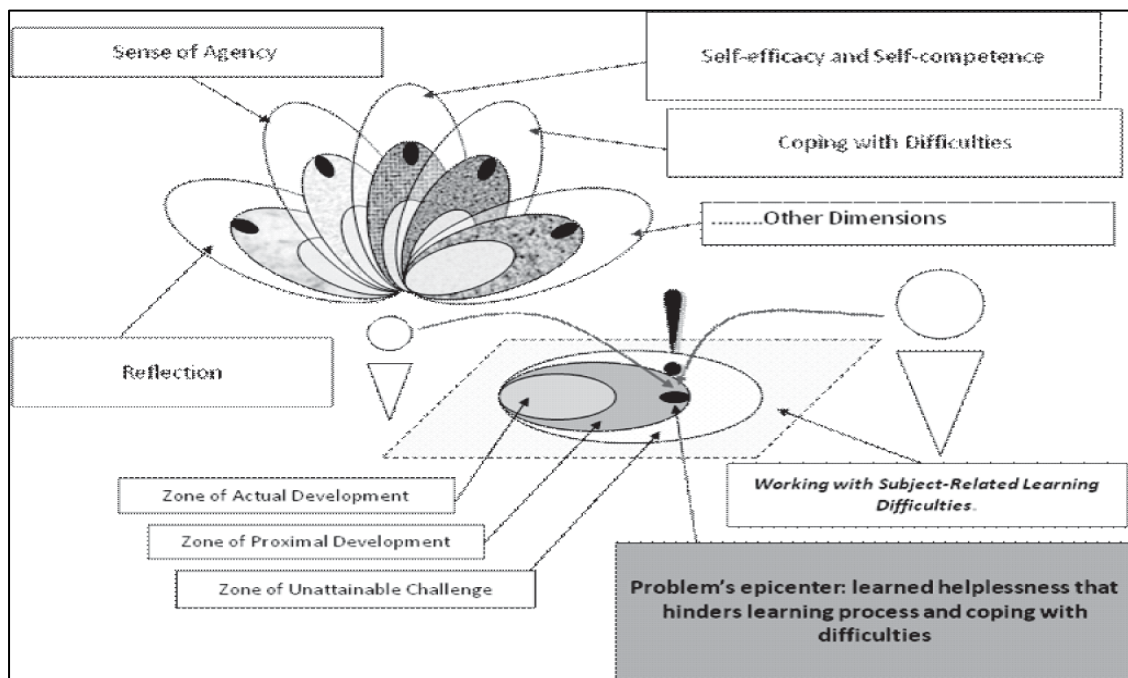 Sense of Agency
Self-efficacy and Self-competence
Coping with Difficulties
.........Other Dimensions
Reflection
Zone of Actual Development
Zone of Proximal Development
Zone of Unattainable Challenge
Working with Subject-Related Learning
Difficulties.
Problem's epicenter: learned helplessness that
hinders learning process and coping with
difficulties